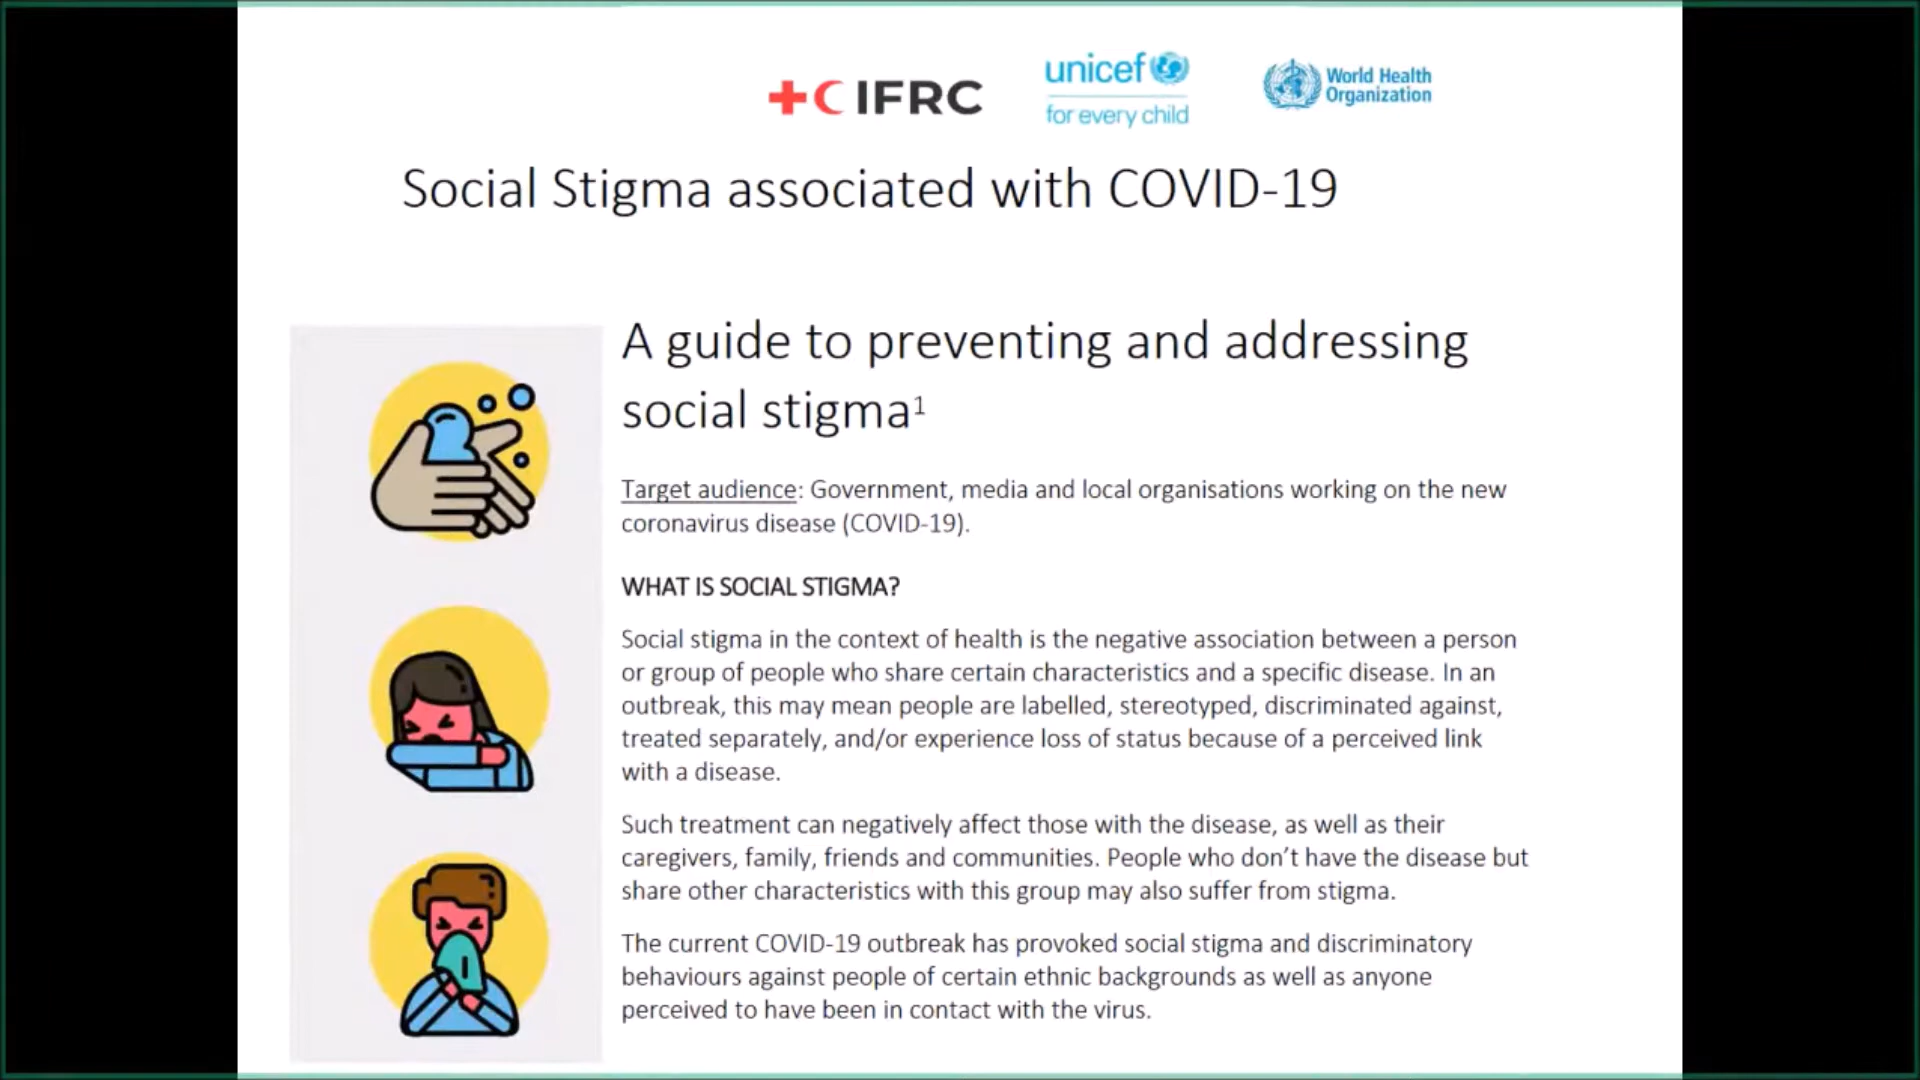 IFRC
unicef
for every child
World Health
Organization
Social Stigma associated with COVID-19
A guide to preventing and addressing
social stigma¹
Target audience: Government, media and local organisations working on the new
coronavirus disease (COVID-19).
WHAT IS SOCIAL STIGMA?
Social stigma in the context of health is the negative association between a person
or group of people who share certain characteristics and a specific disease. In an
outbreak, this may mean people are labelled, stereotyped, discriminated against,
treated separately, and/or experience loss of status because of a perceived link
with a disease.
Such treatment can negatively affect those with the disease, as well as their
caregivers, family, friends and communities. People who don’t have the disease but
share other characteristics with this group may also suffer from stigma.
The current COVID-19 outbreak has provoked social stigma and discriminatory
behaviours against people of certain ethnic backgrounds as well as anyone
perceived to have been in contact with the virus.